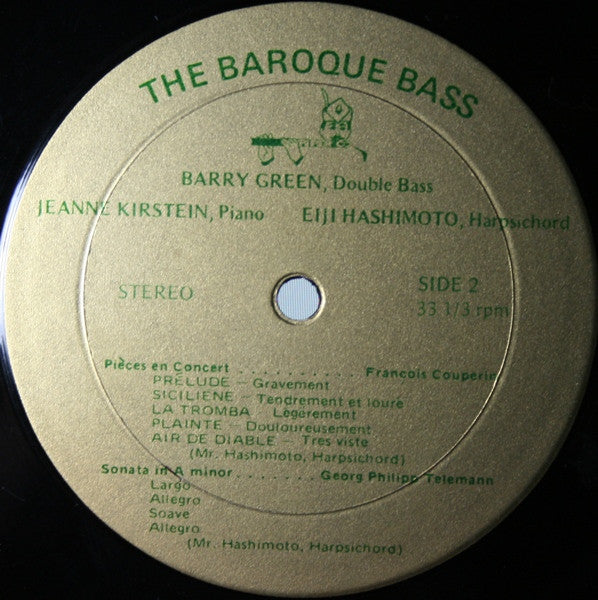 THE BAROQUE BASS
BARRY GREEN, Double Bass
JEANNE KIRSTEIN, Piano EIJI HASHIMOTO, Harpsichord
STEREO
SIDE 2
33 1/3 rpm
Pièces en Concert . . . . . . . . . . Francois Couperin
PRÉLUDE — Gravement
SICILIENE — Tendrement et louré
LA TROMBA — Légèrement
PLAINTE — Douloureusement
AIR DE DIABLE — Tres viste
(Mr. Hashimoto, Harpsichord)
Sonata in A minor . . . . . . . Georg Philipp Telemann
Largo
Allegro
Soave
Allegro
(Mr. Hashimoto, Harpsichord)